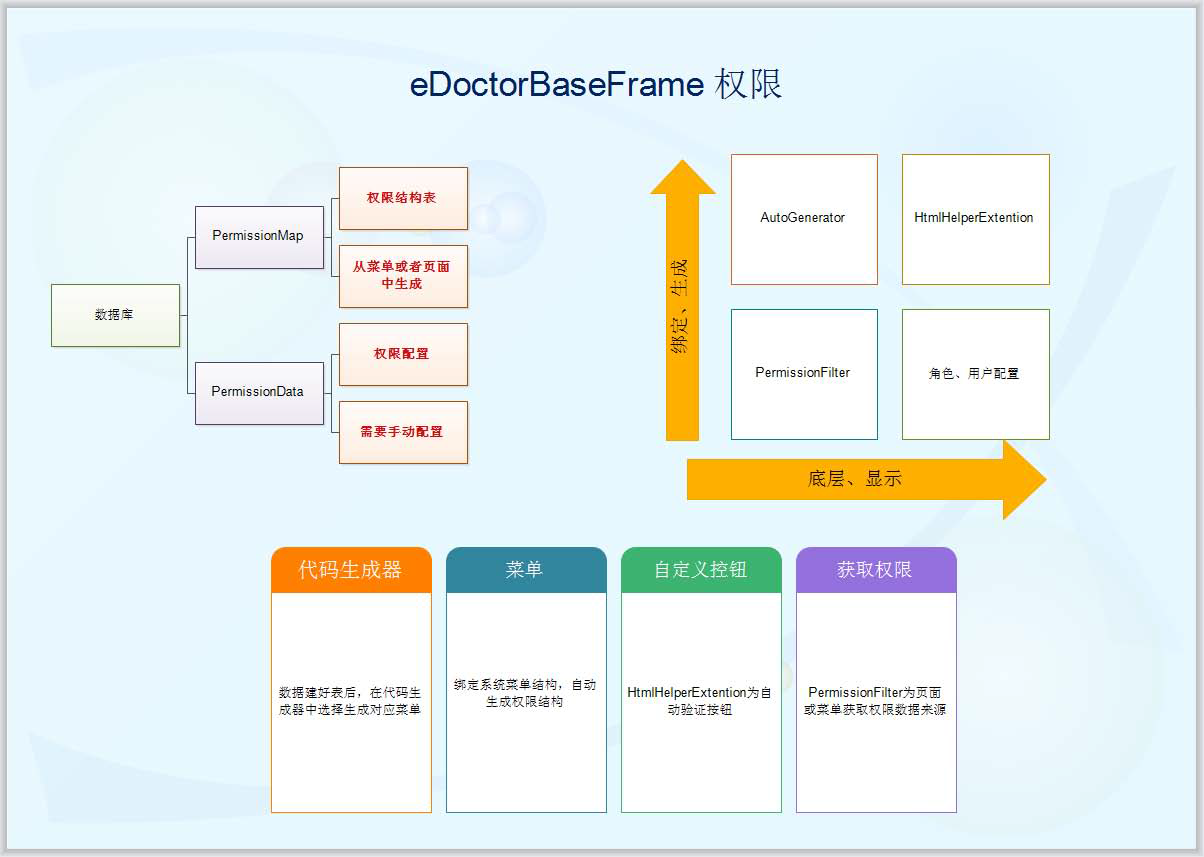 eDoctorBaseFrame 权限
数据库
PermissionMap
PermissionData
权限结构表
从菜单或者页面
中生成
权限配置
需要手动配置
绑定、生成
AutoGenerator
HtmlHelperExtention
PermissionFilter
角色、用户配置
底层、显示
代码生成器
数据建好表后，在代码生
成器中选择生成对应菜单
菜单
绑定系统菜单结构，自动
生成权限结构
自定义控钮
HtmlHelperExtention为自
动验证按钮
获取权限
PermissionFilter为页面
或菜单获取权限数据来源